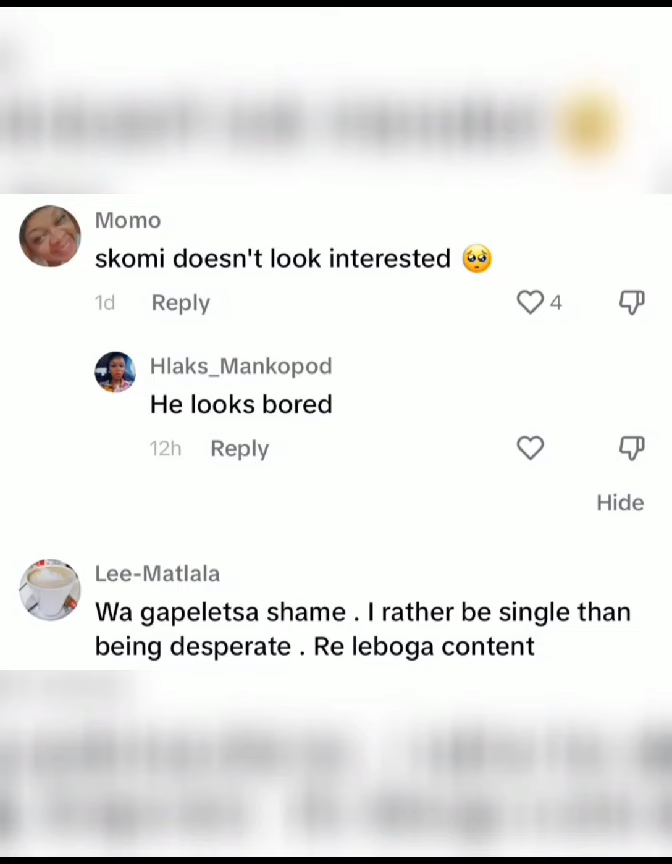 Momo
skomi doesn't look interested 🥺
1d Reply 4
Hlaks_Mankopod
He looks bored
12h Reply
Hide
Lee-Matlala
Wa gapeletsa shame . I rather be single than
being desperate . Re leboga content